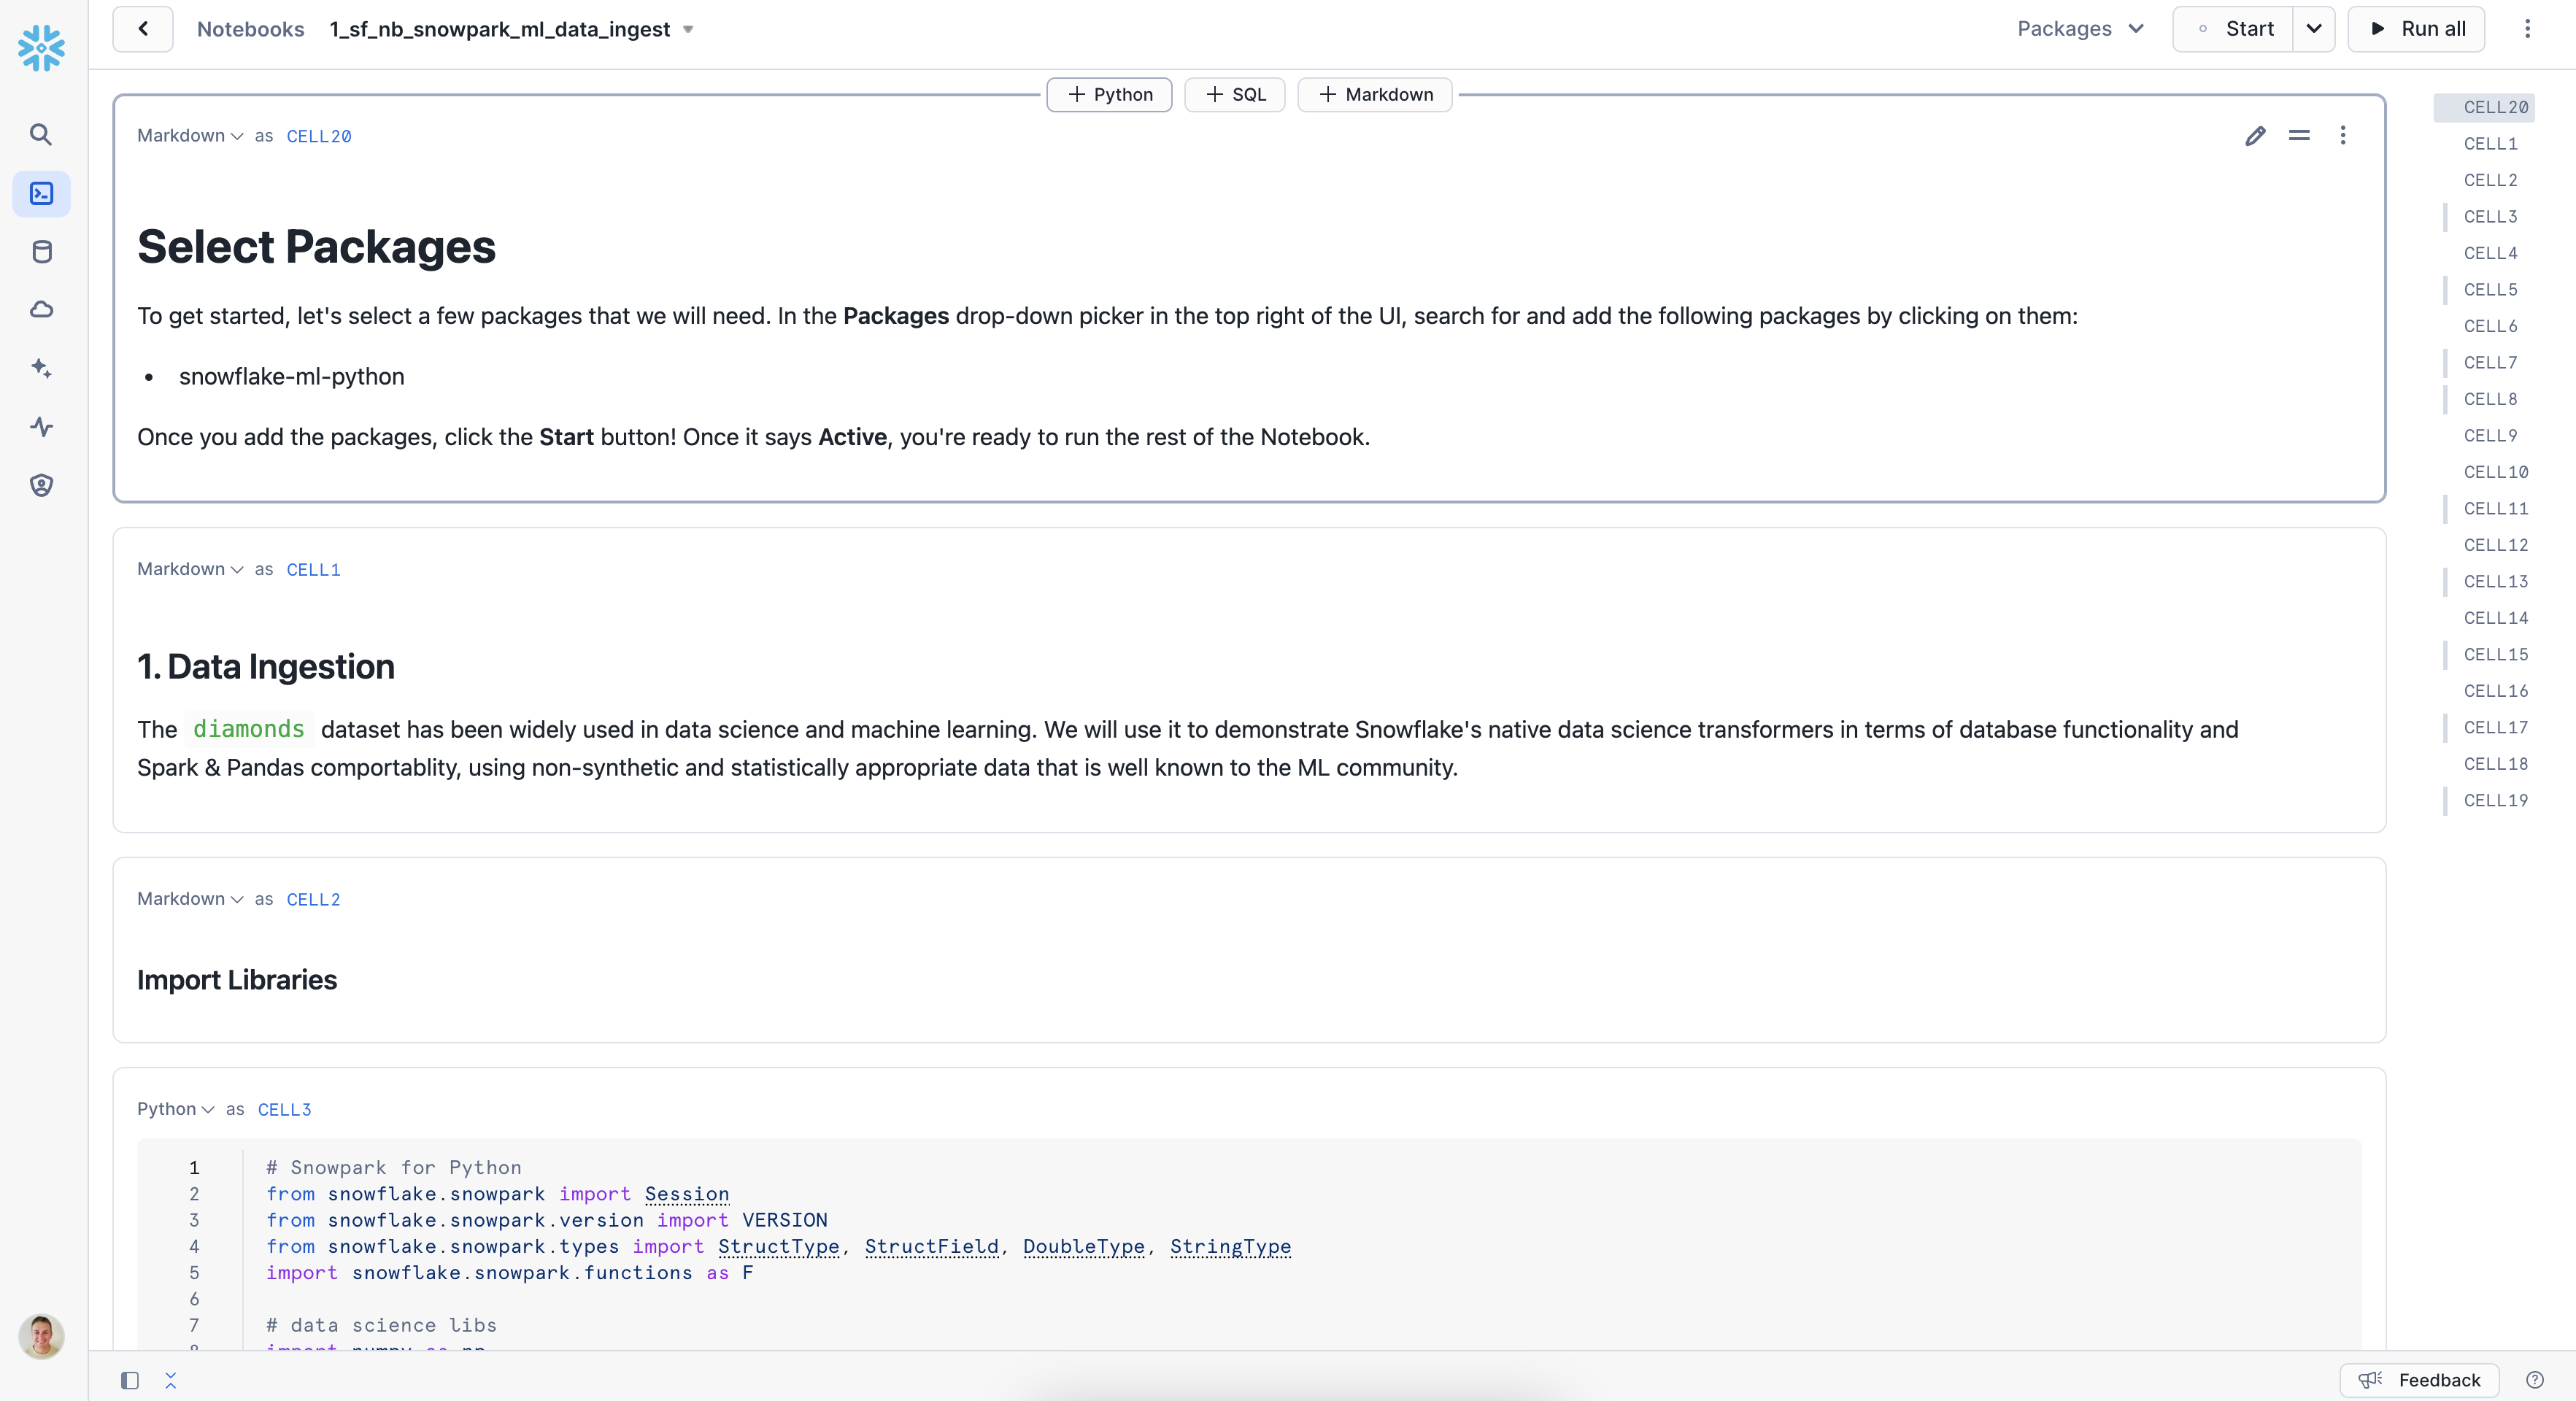 Notebooks 1_sf_nb_snowpark_ml_data_ingest Packages Start Run all
+ Python + SQL + Markdown
Markdown as CELL20
Select Packages
To get started, let's select a few packages that we will need. In the Packages drop-down picker in the top right of the UI, search for and add the following packages by clicking on them:
• snowflake-ml-python
Once you add the packages, click the Start button! Once it says Active, you're ready to run the rest of the Notebook.
Markdown as CELL1
1. Data Ingestion
The diamonds dataset has been widely used in data science and machine learning. We will use it to demonstrate Snowflake's native data science transformers in terms of database functionality and
Spark & Pandas comportablity, using non-synthetic and statistically appropriate data that is well known to the ML community.
Markdown as CELL2
Import Libraries
Python as CELL3
1 # Snowpark for Python
2 from snowflake.snowpark import Session
3 from snowflake.snowpark.version import VERSION
4 from snowflake.snowpark.types import StructType, StructField, DoubleType, StringType
5 import snowflake.snowpark.functions as F
6
7 # data science libs
8 import numpy as np
CELL20
CELL1
CELL2
CELL3
CELL4
CELL5
CELL6
CELL7
CELL8
CELL9
CELL10
CELL11
CELL12
CELL13
CELL14
CELL15
CELL16
CELL17
CELL18
CELL19
Feedback